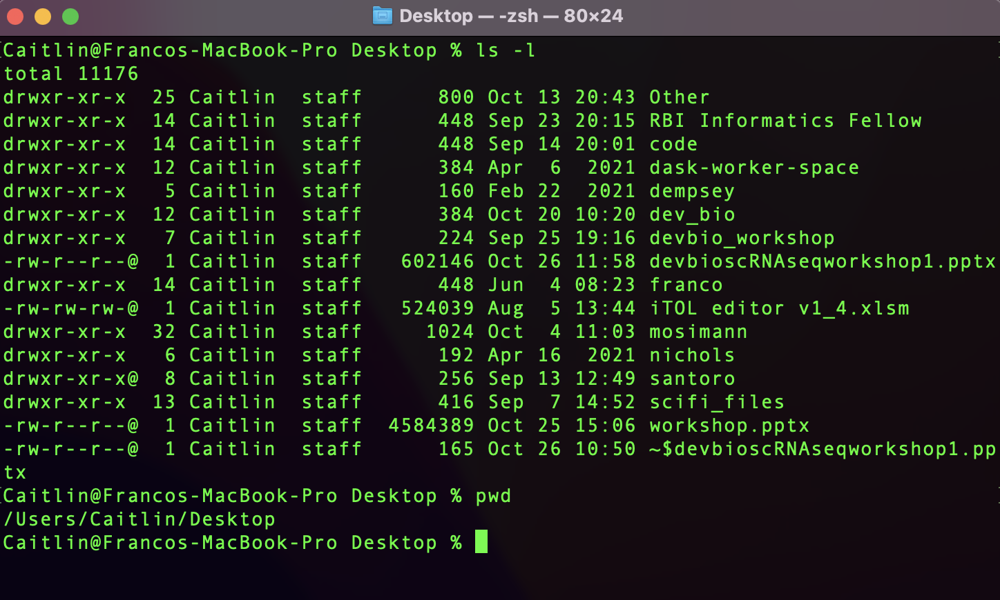 Desktop — -zsh — 80×24
Caitlin@Francos-MacBook-Pro Desktop % ls -l
total 11176
drwxr-xr-x  25 Caitlin  staff      800 Oct 13 20:43 Other
drwxr-xr-x  14 Caitlin  staff      448 Sep 23 20:15 RBI Informatics Fellow
drwxr-xr-x  14 Caitlin  staff      448 Sep 14 20:01 code
drwxr-xr-x  12 Caitlin  staff      384 Apr  6  2021 dask-worker-space
drwxr-xr-x   5 Caitlin  staff      160 Feb 22  2021 dempsey
drwxr-xr-x  12 Caitlin  staff      384 Oct 20 10:20 dev_bio
drwxr-xr-x   7 Caitlin  staff      224 Sep 25 19:16 devbio_workshop
-rw-r--r--@  1 Caitlin  staff   602146 Oct 26 11:58 devbioscRNAseqworkshop1.pptx
drwxr-xr-x  14 Caitlin  staff      448 Jun  4 08:23 franco
-rw-rw-rw-@  1 Caitlin  staff   524039 Aug  5 13:44 iTOL editor v1_4.xlsm
drwxr-xr-x  32 Caitlin  staff     1024 Oct  4 11:03 mosimann
drwxr-xr-x   6 Caitlin  staff      192 Apr 16  2021 nichols
drwxr-xr-x@  8 Caitlin  staff      256 Sep 13 12:49 santoro
drwxr-xr-x  13 Caitlin  staff      416 Sep  7 14:52 scifi_files
-rw-r--r--@  1 Caitlin  staff  4584389 Oct 25 15:06 workshop.pptx
-rw-r--r--@  1 Caitlin  staff      165 Oct 26 10:50 ~$devbioscRNAseqworkshop1.pp
tx
Caitlin@Francos-MacBook-Pro Desktop % pwd
/Users/Caitlin/Desktop
Caitlin@Francos-MacBook-Pro Desktop %